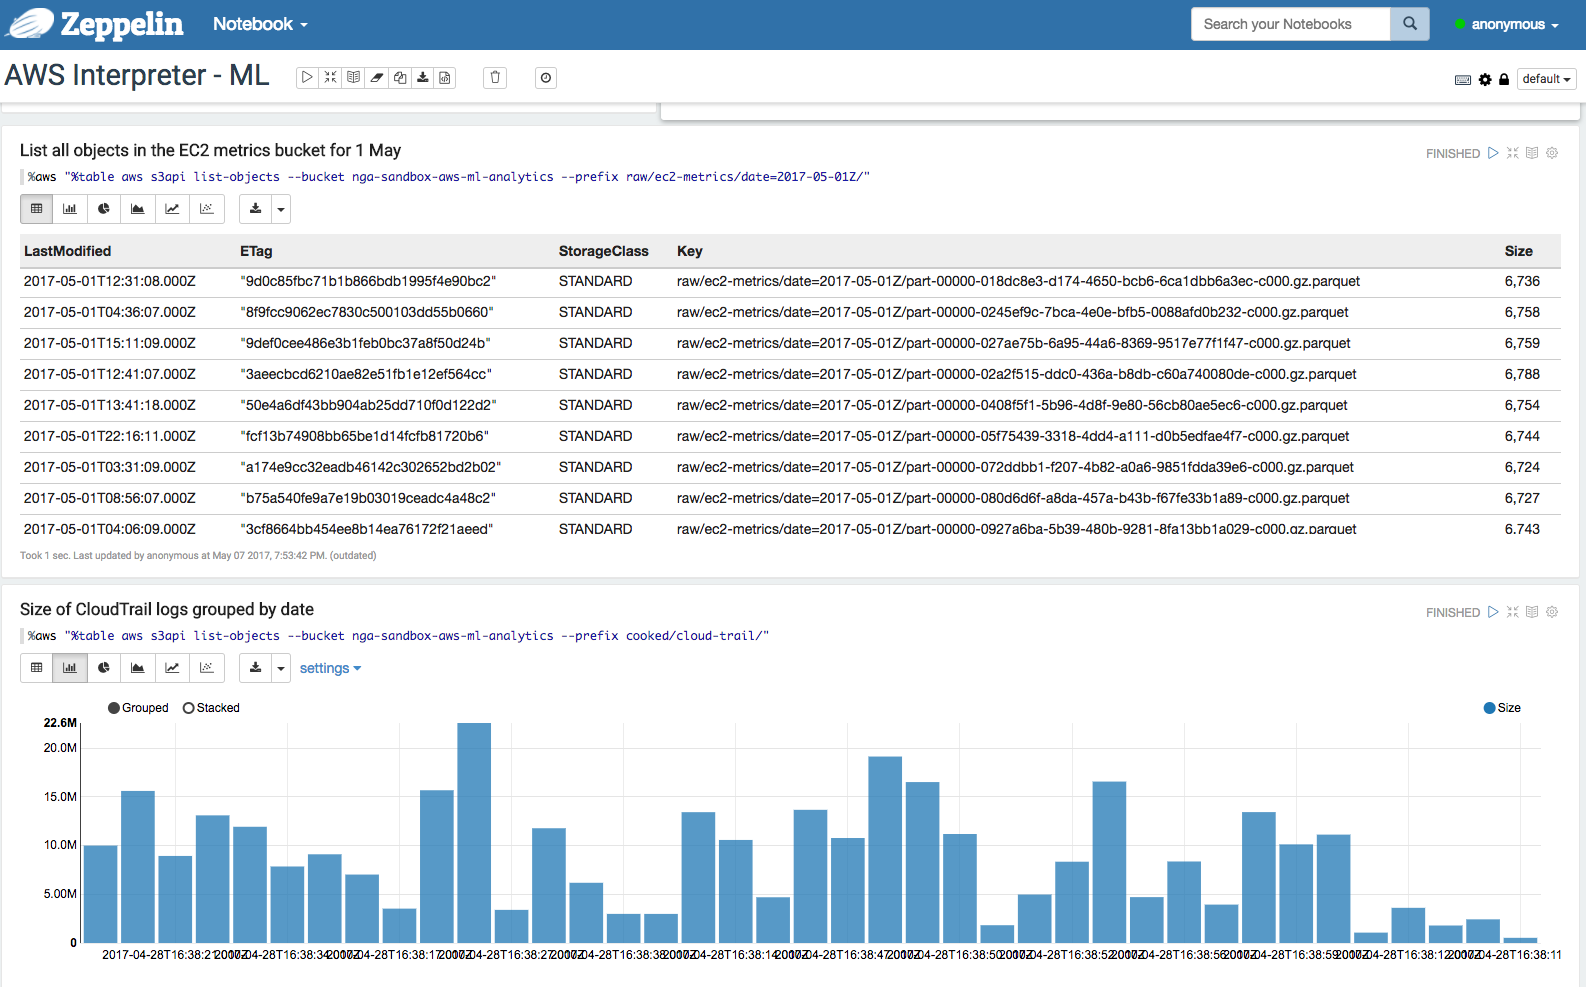 Zeppelin Notebook Search your Notebooks anonymous
AWS Interpreter - ML default
List all objects in the EC2 metrics bucket for 1 May FINISHED
%aws "%table aws s3api list-objects --bucket nga-sandbox-aws-ml-analytics --prefix raw/ec2-metrics/date=2017-05-01Z/"
LastModified ETag StorageClass Key Size
2017-05-01T12:31:08.000Z "9d0c85fbc71b1b866bdb1995f4e90bc2" STANDARD raw/ec2-metrics/date=2017-05-01Z/part-00000-018dc8e3-d174-4650-bcb6-6ca1dbb6a3ec-c000.gz.parquet 6,736
2017-05-01T04:36:07.000Z "8f9fcc9062ec7830c500103dd55b0660" STANDARD raw/ec2-metrics/date=2017-05-01Z/part-00000-0245ef9c-7bca-4e0e-bfb5-0088afd0b232-c000.gz.parquet 6,758
2017-05-01T15:11:09.000Z "9def0cee486e3b1feb0bc37a8f50d24b" STANDARD raw/ec2-metrics/date=2017-05-01Z/part-00000-027ae75b-6a95-44a6-8369-9517e77f1f47-c000.gz.parquet 6,759
2017-05-01T12:41:07.000Z "3aeecbcd6210ae82e51fb1e12ef564cc" STANDARD raw/ec2-metrics/date=2017-05-01Z/part-00000-02a2f515-ddc0-436a-b8db-c60a740080de-c000.gz.parquet 6,788
2017-05-01T13:41:18.000Z "50e4a6df43bb904ab25dd710f0d122d2" STANDARD raw/ec2-metrics/date=2017-05-01Z/part-00000-0408f5f1-5b96-4d8f-9e80-56cb80ae5ec6-c000.gz.parquet 6,754
2017-05-01T22:16:11.000Z "fcf13b74908bb65be1d14fcfb81720b6" STANDARD raw/ec2-metrics/date=2017-05-01Z/part-00000-05f75439-3318-4dd4-a111-d0b5edfae4f7-c000.gz.parquet 6,744
2017-05-01T03:31:09.000Z "a174e9cc32eadb46142c302652bd2b02" STANDARD raw/ec2-metrics/date=2017-05-01Z/part-00000-072ddbb1-f207-4b82-a0a6-9851fdda39e6-c000.gz.parquet 6,724
2017-05-01T08:56:07.000Z "b75a540fe9a7e19b03019ceadc4a48c2" STANDARD raw/ec2-metrics/date=2017-05-01Z/part-00000-080d6d6f-a8da-457a-b43b-f67fe33b1a89-c000.gz.parquet 6,727
2017-05-01T04:06:09.000Z "3cf8664bb454ee8b14ea76172f21aeed" STANDARD raw/ec2-metrics/date=2017-05-01Z/part-00000-0927a6ba-5b39-480b-9281-8fa13bb1a029-c000.gz.parquet 6,743
Took 1 sec. Last updated by anonymous at May 07 2017, 7:53:42 PM. (outdated)
Size of CloudTrail logs grouped by date FINISHED
%aws "%table aws s3api list-objects --bucket nga-sandbox-aws-ml-analytics --prefix cooked/cloud-trail/"
settings
Grouped Stacked Size
22.6M
20.0M
15.0M
10.0M
5.00M
0
2017-04-28T16:38:21 04-28T16:38:34 04-28T16:38:17 04-28T16:38:27 04-28T16:38:38 04-28T16:38:14 04-28T16:38:47 04-28T16:38:50 04-28T16:38:52 04-28T16:38:56 04-28T16:38:59 04-28T16:38:12 04-28T16:38:11